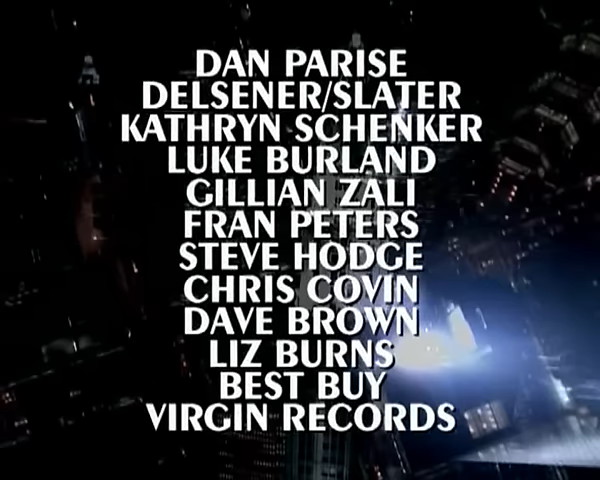 DAN PARISE
DELSENER/SLATER
KATHRYN SCHENKER
LUKE BURLAND
GILLIAN ZALI
FRAN PETERS
STEVE HODGE
CHRIS COVIN
DAVE BROWN
LIZ BURNS
BEST BUY
VIRGIN RECORDS